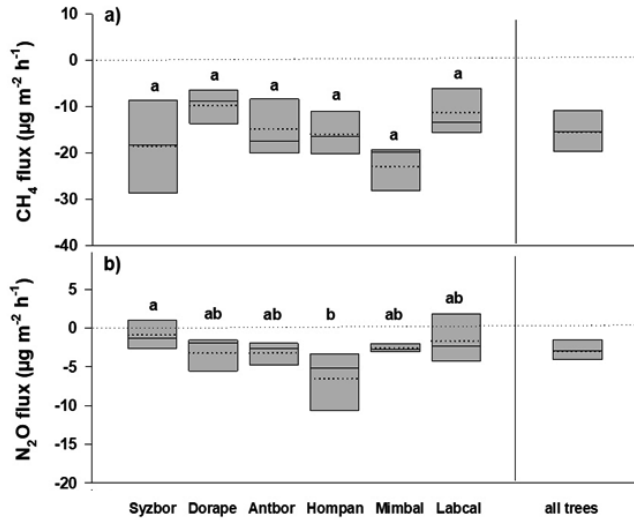 a)
CH4 flux (µg m-2 h-1)
10
0
-10
-20
-30
-40
a a a a a a
b)
N2O flux (µg m-2 h-1)
5
0
-5
-10
-15
-20
a ab ab b ab ab
Syzbor Dorape Antbor Hompan Mimbal Labcal all trees